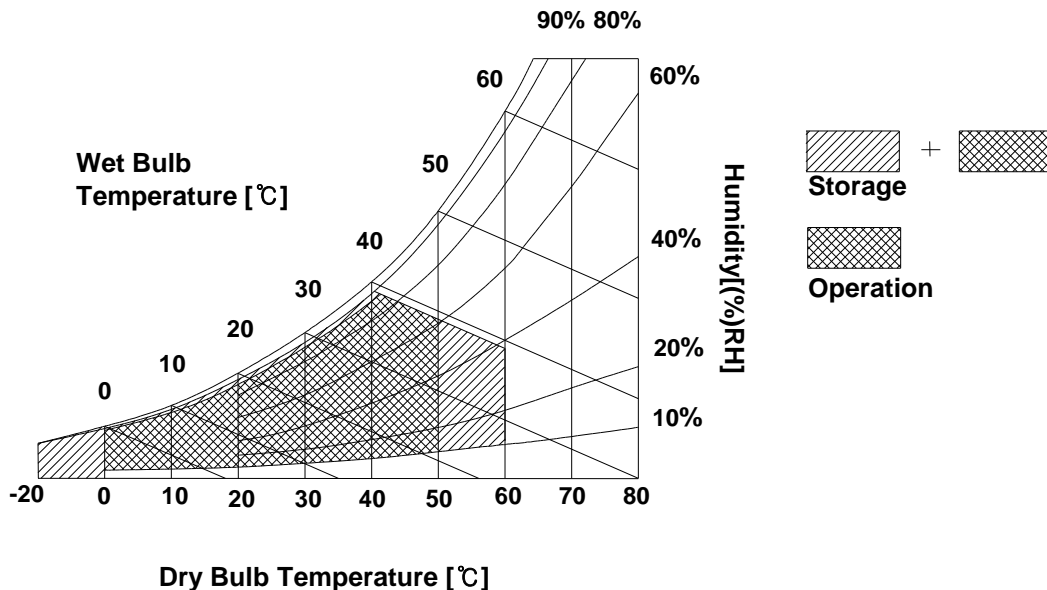 90% 80%
60
60%
50
Wet Bulb
Temperature [℃]
Humidity[(%)RH]
Storage
+
40
40%
30
Operation
20
20%
10
0
10%
-20 0 10 20 30 40 50 60 70 80
Dry Bulb Temperature [℃]